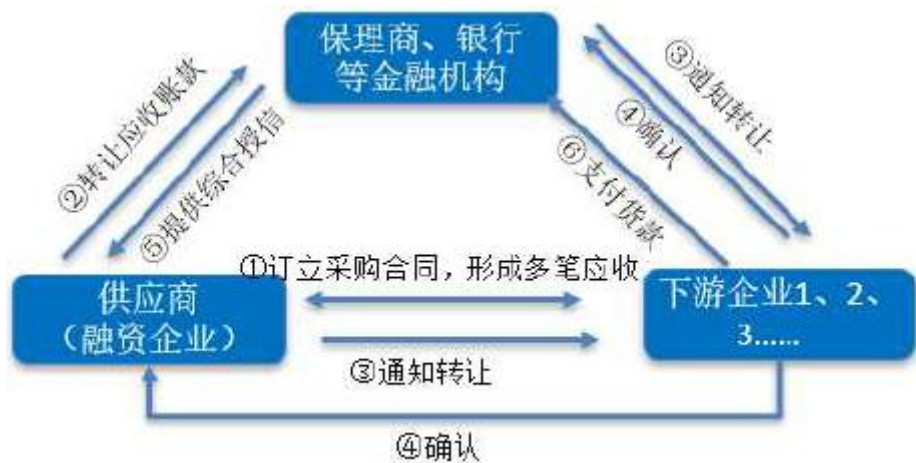 保理商、银行
等金融机构
②转让应收账款
⑤提供综合授信
③通知转让
④确认
⑥支付货款
①订立采购合同，形成多笔应收
供应商
（融资企业）
下游企业1、2、
3......
③通知转让
④确认